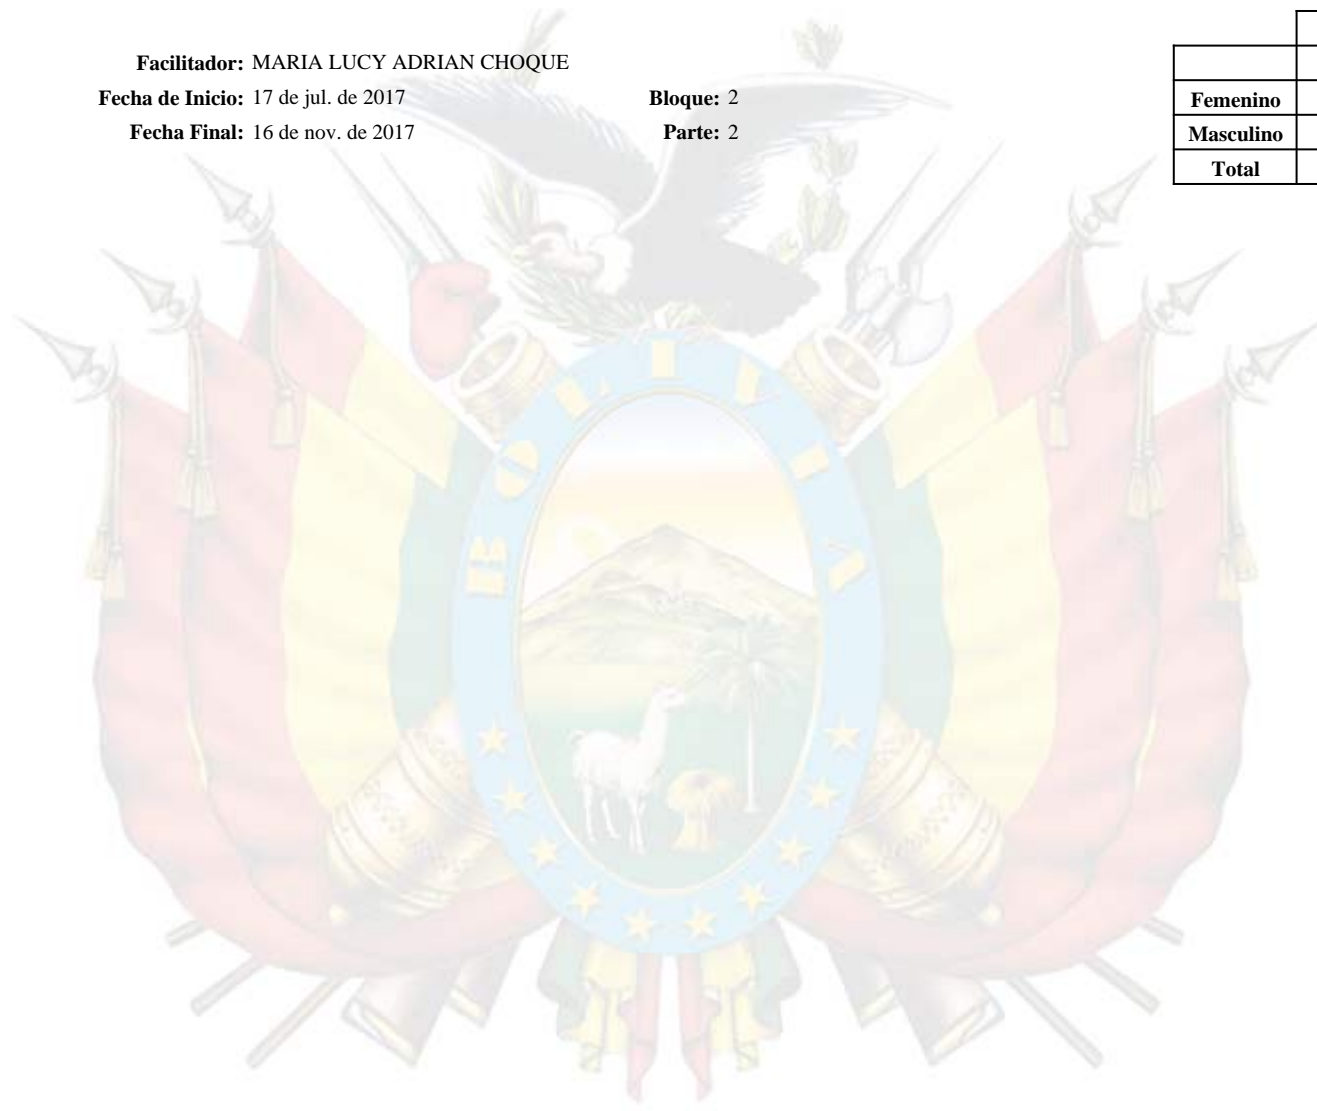 Facilitador: MARIA LUCY ADRIAN CHOQUE
Fecha de Inicio: 17 de jul. de 2017 Bloque: 2
Fecha Final: 16 de nov. de 2017 Parte: 2
Femenino
Masculino
Total
BOLIVIA